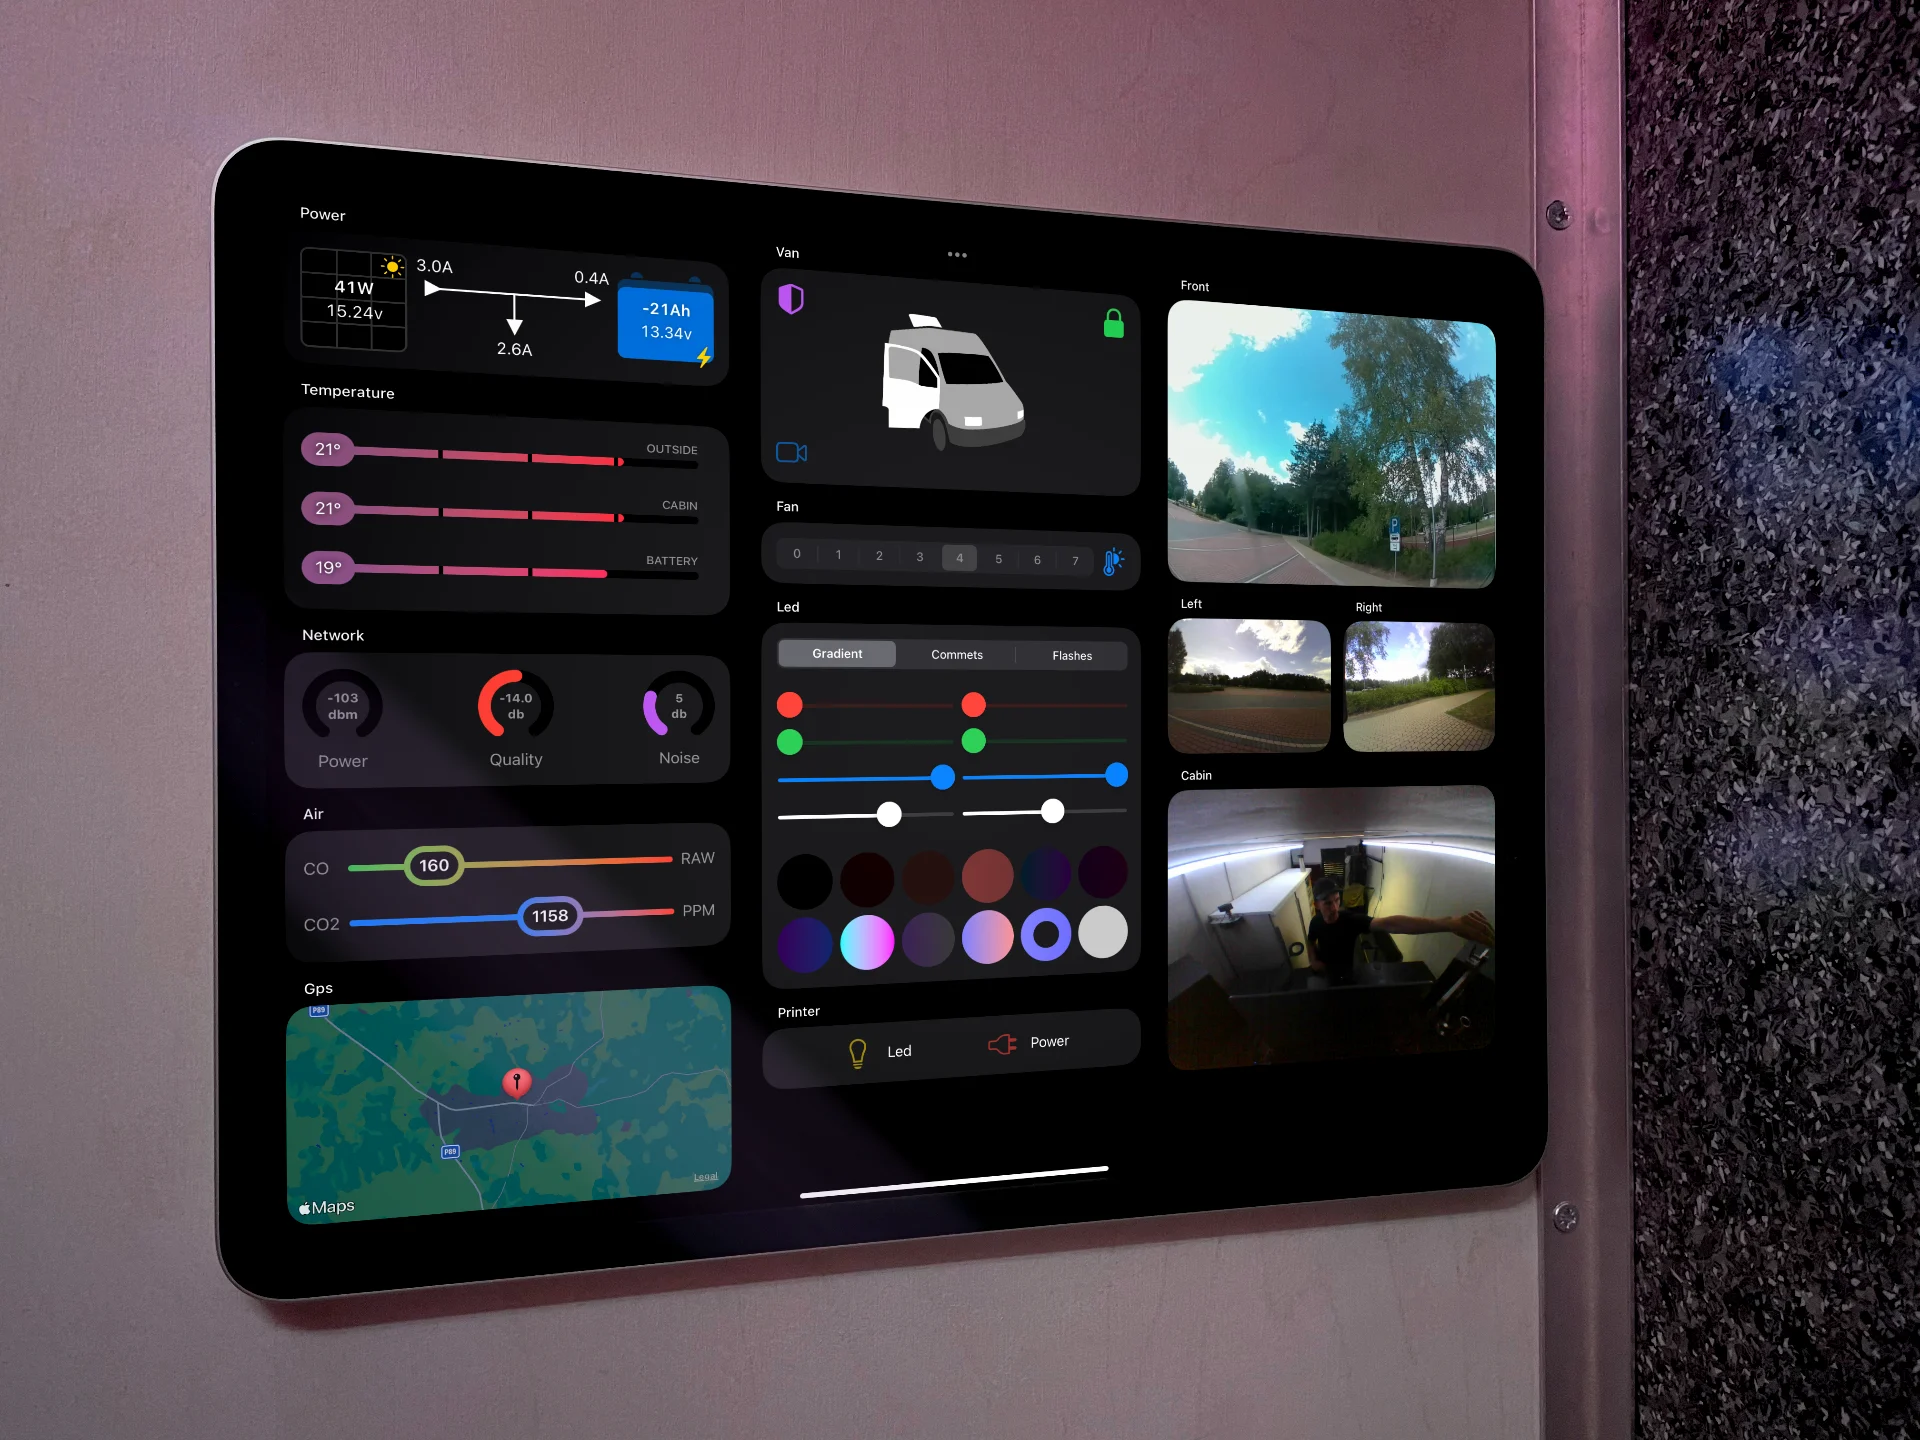 Power
41W
15.24v
3.0A
0.4A
2.6A
-21Ah
13.34v
Temperature
21°
OUTSIDE
21°
CABIN
19°
BATTERY
Network
-103
dbm
Power
-14.0
db
Quality
5
db
Noise
Air
CO
160
RAW
CO2
1158
PPM
Gps
P89
P89
Legal
Maps
Van
Fan
0 1 2 3 4 5 6 7
Led
Gradient
Commets
Flashes
Printer
Led
Power
Front
P
Left
Right
Cabin